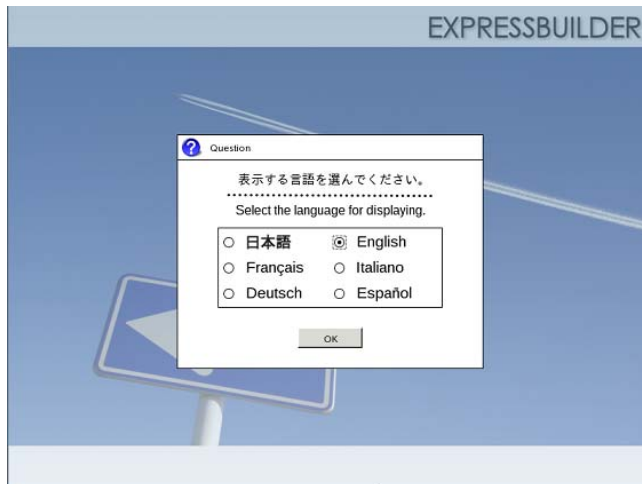 EXPRESSBUILDER
Question
表示する言語を選んでください。
Select the language for displaying.
日本語 English
Français Italiano
Deutsch Español
OK